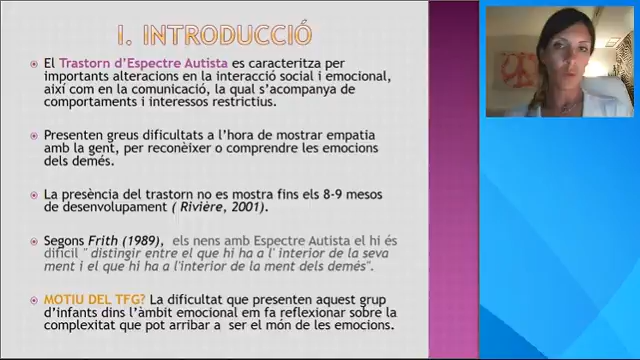 I. INTRODUCCIÓ
El Trastorn d'Espectre Autista es caracteritza per
importants alteracions en la interacció social i emocional,
així com en la comunicació, la qual s'acompanya de
comportaments i interessos restrictius.
Presenten greus dificultats a l'hora de mostrar empatia
amb la gent, per reconèixer o comprendre les emocions
dels demés.
La presència del trastorn no es mostra fins els 8-9 mesos
de desenvolupament ( Rivière, 2001).
Segons Frith (1989), els nens amb Espectre Autista el hi és
difícil " distingir entre el que hi ha a l' interior de la seva
ment i el que hi ha a l'interior de la ment dels demés".
MOTIU DEL TFG? La dificultat que presenten aquest grup
d'infants dins l'àmbit emocional em fa reflexionar sobre la
complexitat que pot arribar a ser el món de les emocions.